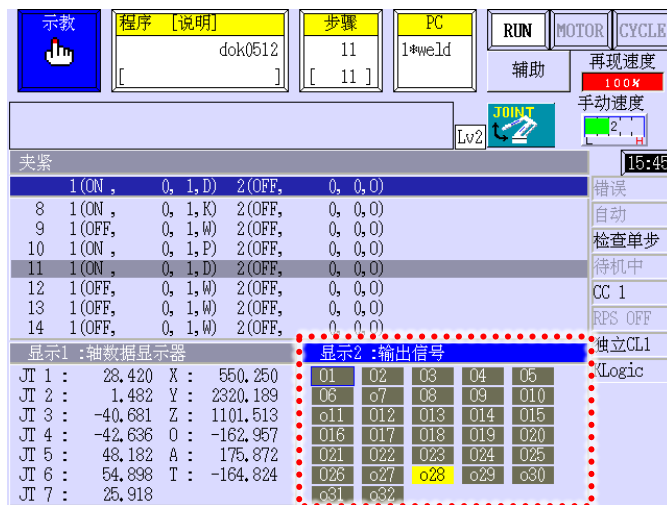 示教
程序 [说明]
dok0512
[ ]
步骤
11
[ 11 ]
PC
1*weld
RUN
MOTOR
CYCLE
辅助
再现速度
100%
手动速度
2
L H
Lv2
JOINT
夹紧
15:45
1(ON , 0, 1,D) 2(OFF, 0, 0,O)
8 1(ON , 0, 1,K) 2(OFF, 0, 0,O)
9 1(OFF, 0, 1,W) 2(OFF, 0, 0,O)
10 1(ON , 0, 1,P) 2(OFF, 0, 0,O)
11 1(ON , 0, 1,D) 2(OFF, 0, 0,O)
12 1(OFF, 0, 1,W) 2(OFF, 0, 0,O)
13 1(OFF, 0, 1,W) 2(OFF, 0, 0,O)
14 1(OFF, 0, 1,W) 2(OFF, 0, 0,O)
错误
自动
检查单步
待机中
CC 1
RPS OFF
独立CL1
KLogic
显示1 :轴数据显示器
JT 1 : 28.420 X : 550.250
JT 2 : 1.482 Y : 2320.189
JT 3 : -40.681 Z : 1101.513
JT 4 : -42.636 O : -162.957
JT 5 : 48.182 A : 175.872
JT 6 : 54.898 T : -164.824
JT 7 : 25.918
显示2 :输出信号
O1 O2 O3 O4 O5
O6 o7 O8 O9 O10
o11 O12 O13 O14 O15
O16 O17 O18 O19 O20
O21 O22 O23 O24 O25
O26 o27 o28 o29 o30
o31 o32